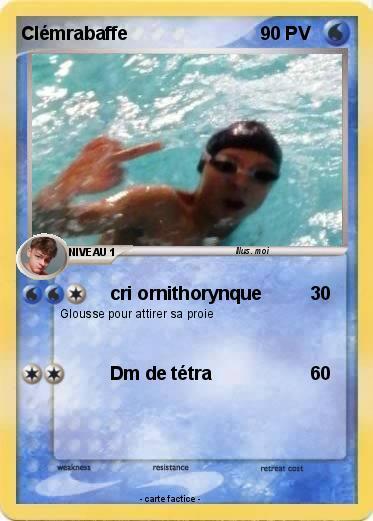 Clémrabaffe 90 PV
NIVEAU 1
Illus. moi
cri ornithorynque 30
Glousse pour attirer sa proie
Dm de tétra 60
weakness resistance retreat cost
- carte factice -